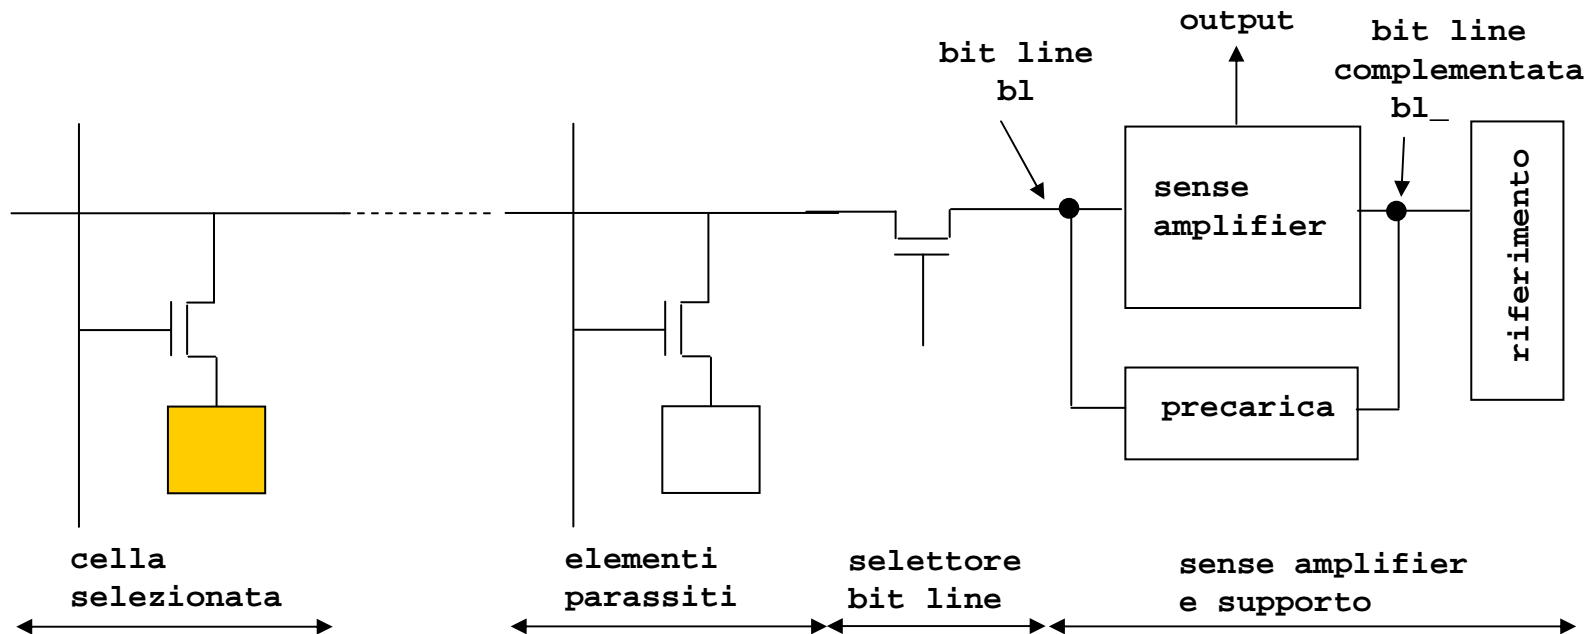 output
bit line
bl
bit line
complementata
bl_
sense
amplifier
riferimento
precarica
cella
selezionata
elementi
parassiti
selettore
bit line
sense amplifier
e supporto